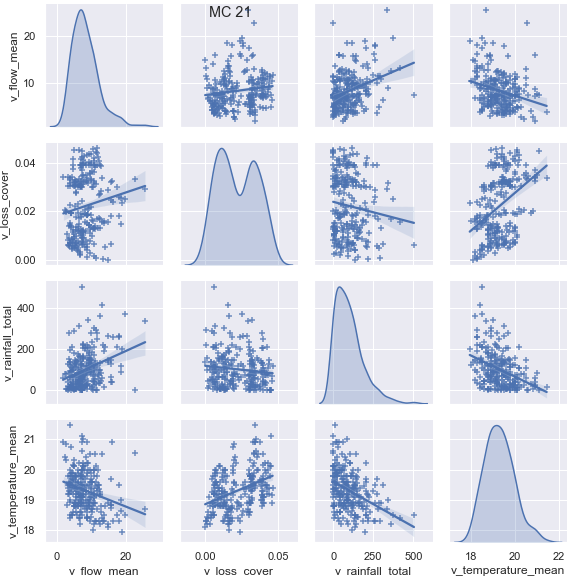 MC 21
v_flow_mean
20
10
v_loss_cover
0.04
0.02
0.00
v_rainfall_total
400
200
0
v_temperature_mean
21
20
19
18
0 20
0.00 0.05
0 250 500
18 20 22
v_flow_mean v_loss_cover v_rainfall_total v_temperature_mean